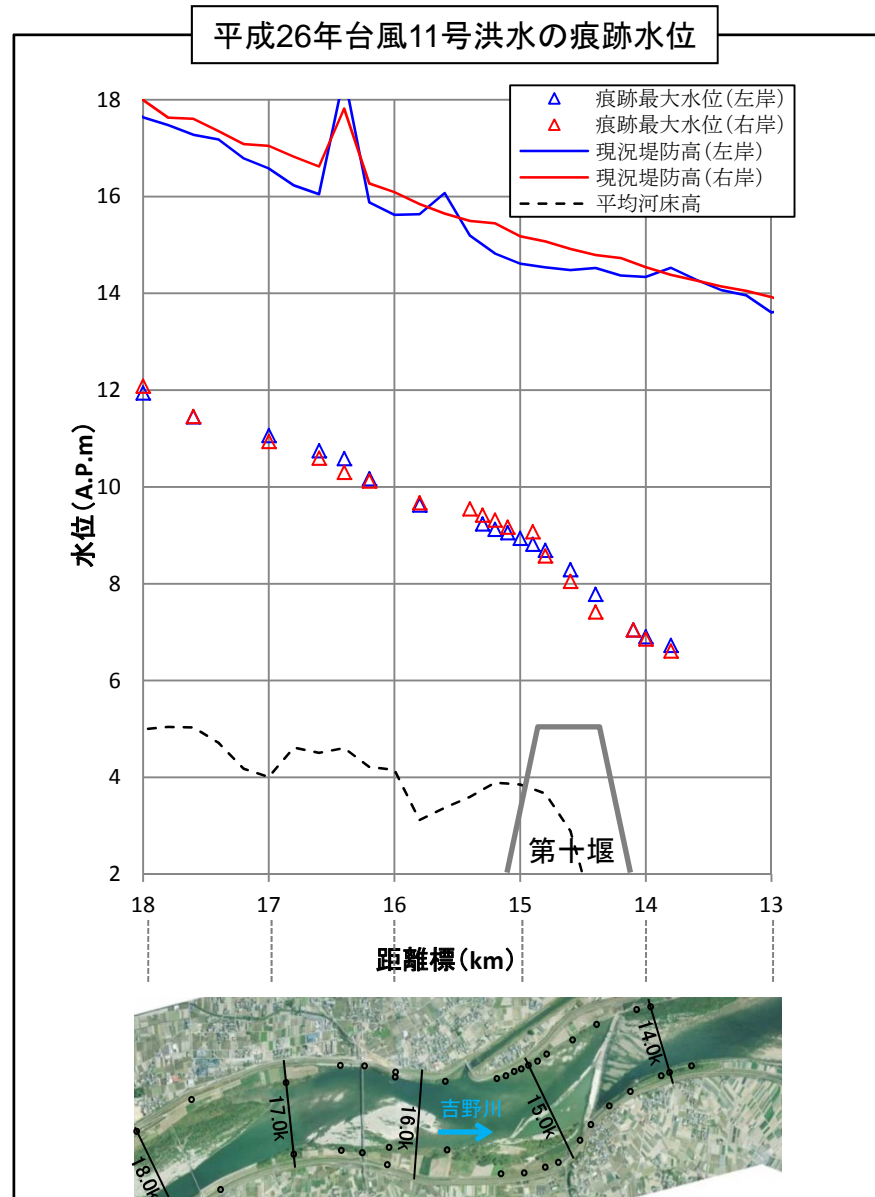 平成26年台風11号洪水の痕跡水位
痕跡最大水位(左岸)
痕跡最大水位(右岸)
現況堤防高(左岸)
現況堤防高(右岸)
平均河床高
水位(A.P.m)
18
16
14
12
10
8
6
4
2
第十堰
18 17 16 15 14 13
距離標(km)
18.0k
17.0k
16.0k
吉野川
15.0k
14.0k